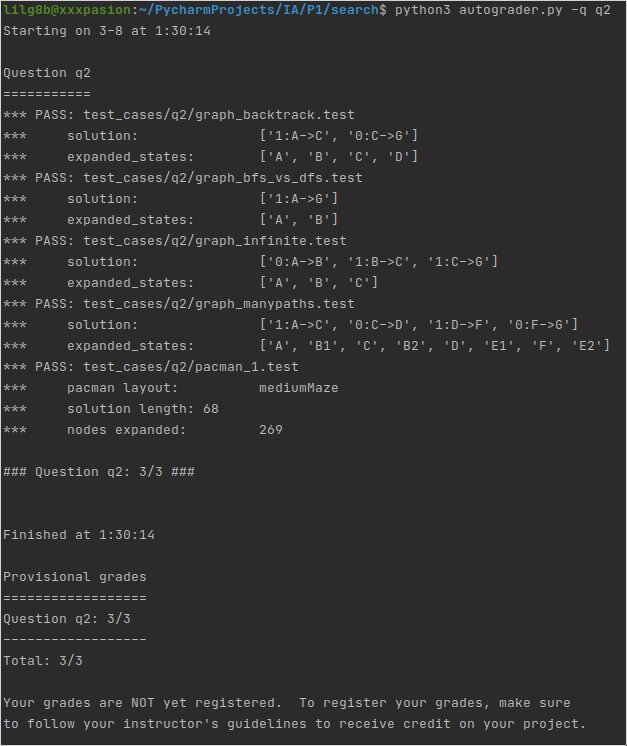 lilg8b@xxxpasion:~/PycharmProjects/IA/P1/search$ python3 autograder.py -q q2
Starting on 3-8 at 1:30:14
Question q2
===========
*** PASS: test_cases/q2/graph_backtrack.test
***     solution:               ['1:A->C', '0:C->G']
***     expanded_states:        ['A', 'B', 'C', 'D']
*** PASS: test_cases/q2/graph_bfs_vs_dfs.test
***     solution:               ['1:A->G']
***     expanded_states:        ['A', 'B']
*** PASS: test_cases/q2/graph_infinite.test
***     solution:               ['0:A->B', '1:B->C', '1:C->G']
***     expanded_states:        ['A', 'B', 'C']
*** PASS: test_cases/q2/graph_manypaths.test
***     solution:               ['1:A->C', '0:C->D', '1:D->F', '0:F->G']
***     expanded_states:        ['A', 'B1', 'C', 'B2', 'D', 'E1', 'F', 'E2']
*** PASS: test_cases/q2/pacman_1.test
***     pacman layout:          mediumMaze
***     solution length: 68
***     nodes expanded:         269
### Question q2: 3/3 ###
Finished at 1:30:14
Provisional grades
==================
Question q2: 3/3
------------------
Total: 3/3
Your grades are NOT yet registered.  To register your grades, make sure
to follow your instructor's guidelines to receive credit on your project.